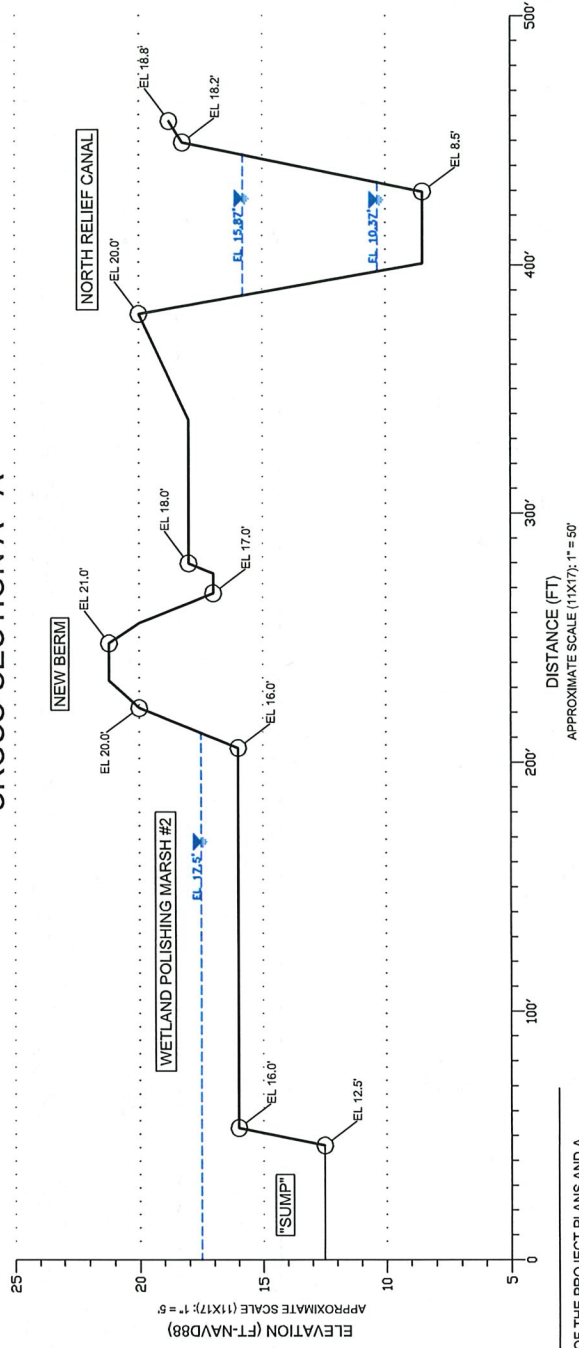 CROSS SECTION A - A'
NEW BERM
NORTH RELIEF CANAL
WETLAND POLISHING MARSH #2
"SUMP"
EL 12.5'
EL 16.0'
EL 17.5'
EL 16.0'
EL 20.0'
EL 21.0'
EL 17.0'
EL 18.0'
EL 20.0'
EL 15.87'
EL 10.37'
EL 8.5'
EL 18.2'
EL 18.8'
25
20
15
10
5
ELEVATION (FT-NAVD88)
APPROXIMATE SCALE (11X17): 1" = 5'
0
100'
200'
300'
400'
500'
DISTANCE (FT)
APPROXIMATE SCALE (11X17): 1" = 50'
OF THE PROJECT PLANS AND A